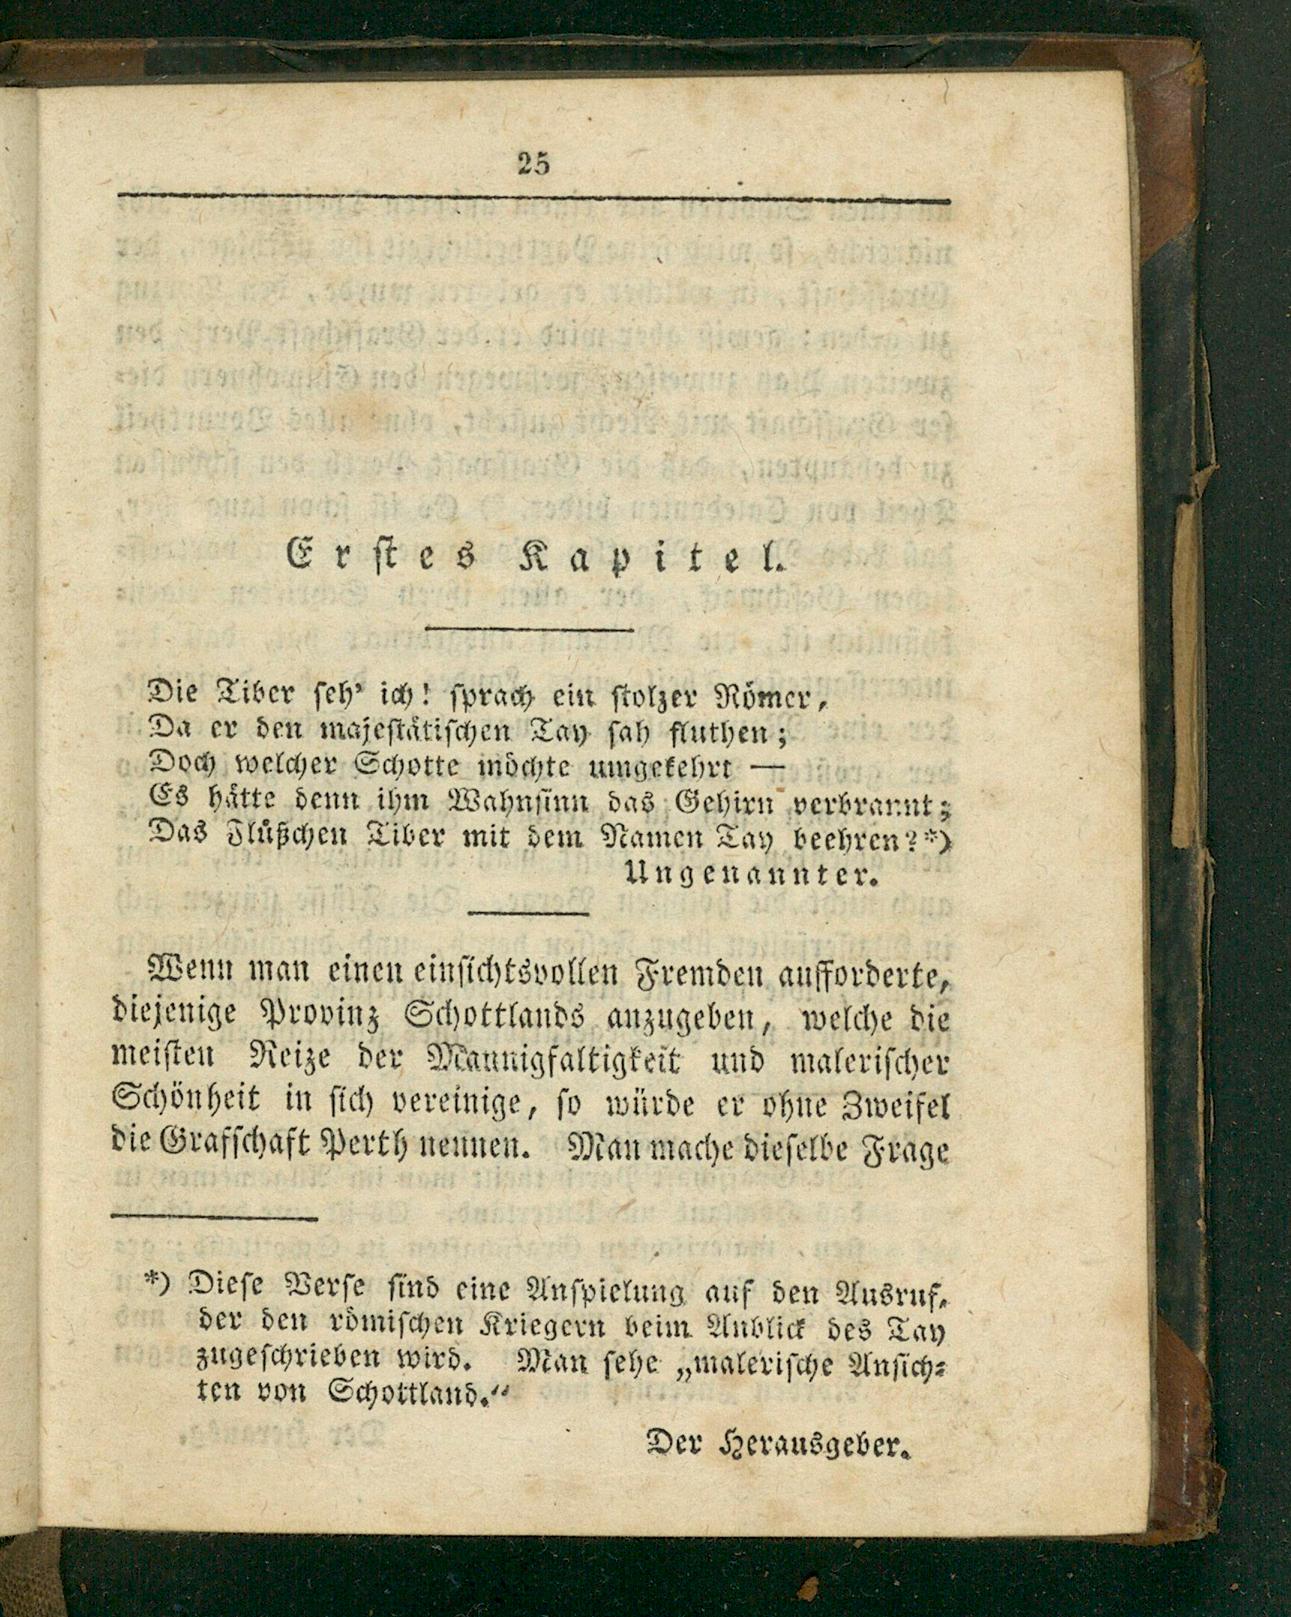 25
Erstes Kapitel.
Die Tiber seh' ich! sprach ein stolzer Römer,
Da er den majestätischen Tay sah fluthen;
Doch welcher Schotte möchte umgekehrt —
Es hätte denn ihm Wahnsinn das Gehirn verbrannt;
Das Flüßchen Tiber mit dem Namen Tay beehren?*)
Ungenannter.
Wenn man einen einsichtsvollen Fremden aufforderte,
diejenige Provinz Schottlands anzugeben, welche die
meisten Reize der Mannigfaltigkeit und malerischer
Schönheit in sich vereinige, so würde er ohne Zweifel
die Grafschaft Perth nennen. Man mache dieselbe Frage
*) Diese Verse sind eine Anspielung auf den Ausruf,
der den römischen Kriegern beim Anblick des Tay
zugeschrieben wird. Man sehe „malerische Ansich-
ten von Schottland.“
Der Herausgeber.